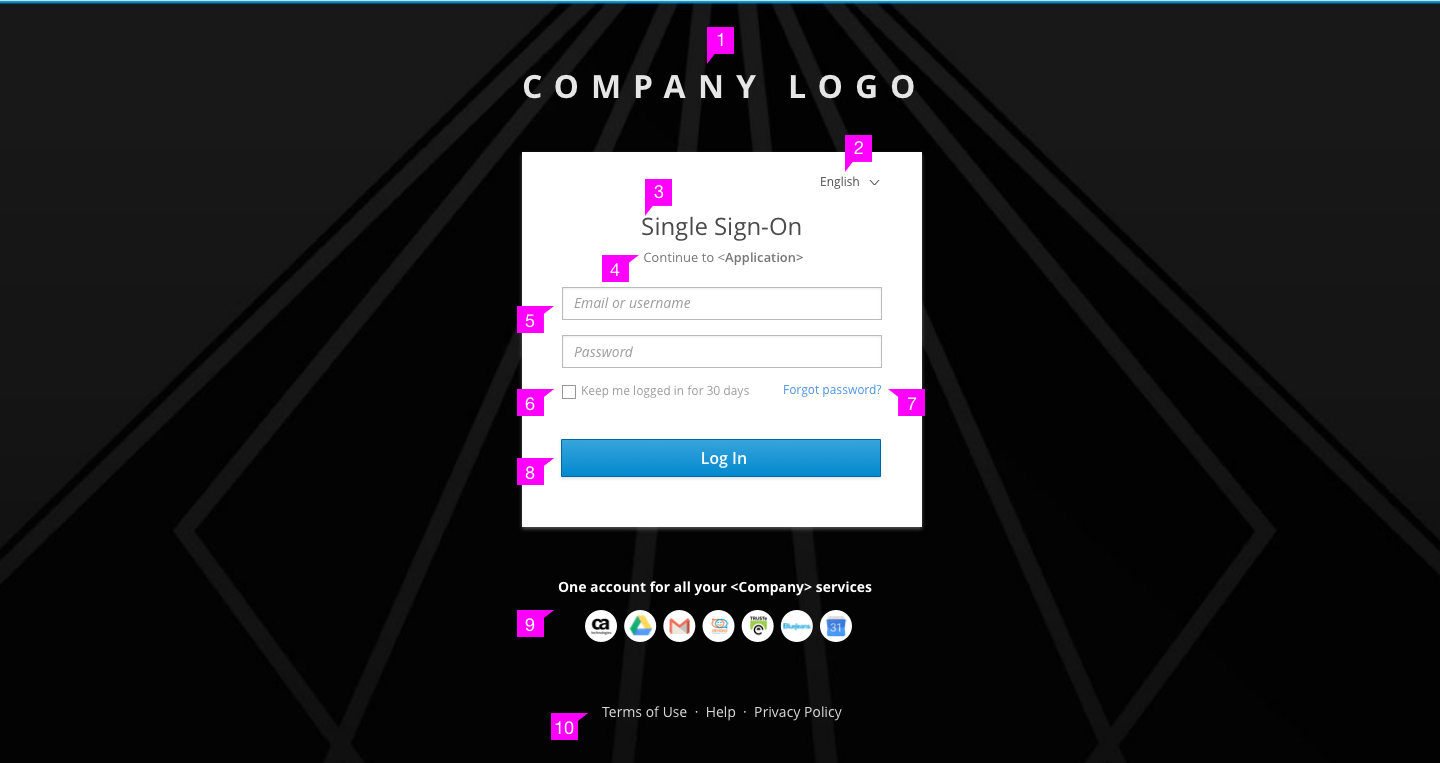 1
COMPANY LOGO
2
English
3
Single Sign-On
4
Continue to <Application>
5
Email or username
Password
6
Keep me logged in for 30 days
Forgot password?
7
8
Log In
One account for all your <Company> services
9
ca
technologies
TRUSTe
Bluejeans
31
10
Terms of Use · Help · Privacy Policy